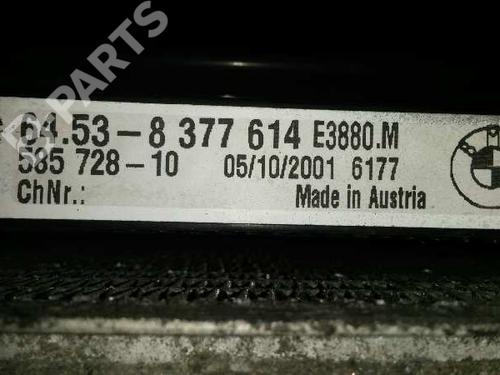 PARTS
64.53-8 377 614 E3880.M
585 728-10 05/10/2001 6177
ChNr.: Made in Austria